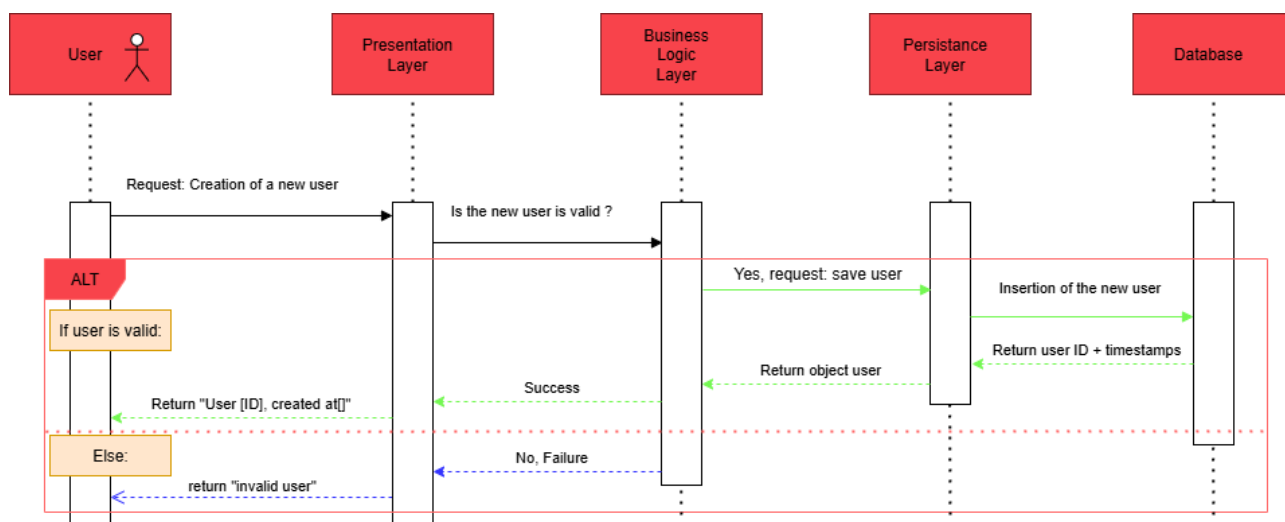 User
Presentation
Layer
Business
Logic
Layer
Persistance
Layer
Database
Request: Creation of a new user
Is the new user is valid ?
ALT
Yes, request: save user
Insertion of the new user
If user is valid:
Return user ID + timestamps
Return object user
Success
Return "User [ID], created at[]"
Else:
No, Failure
return "invalid user"